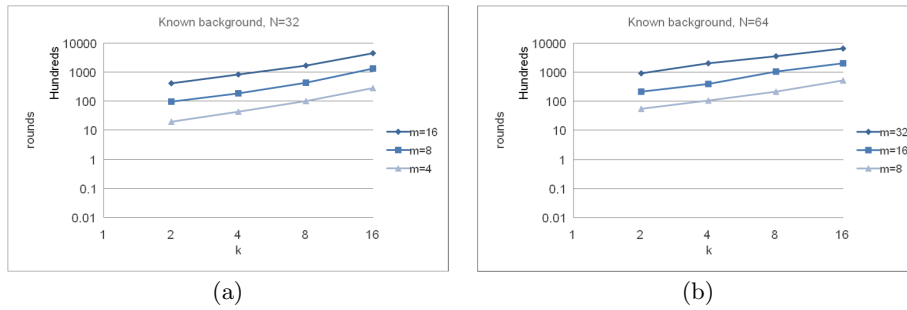 Known background, N=32
10000
1000
100
10
1
0.1
0.01
Hundreds
rounds
1 2 4 8 16
k
m=16
m=8
m=4
(a)
Known background, N=64
10000
1000
100
10
1
0.1
0.01
Hundreds
rounds
1 2 4 8 16
k
m=32
m=16
m=8
(b)